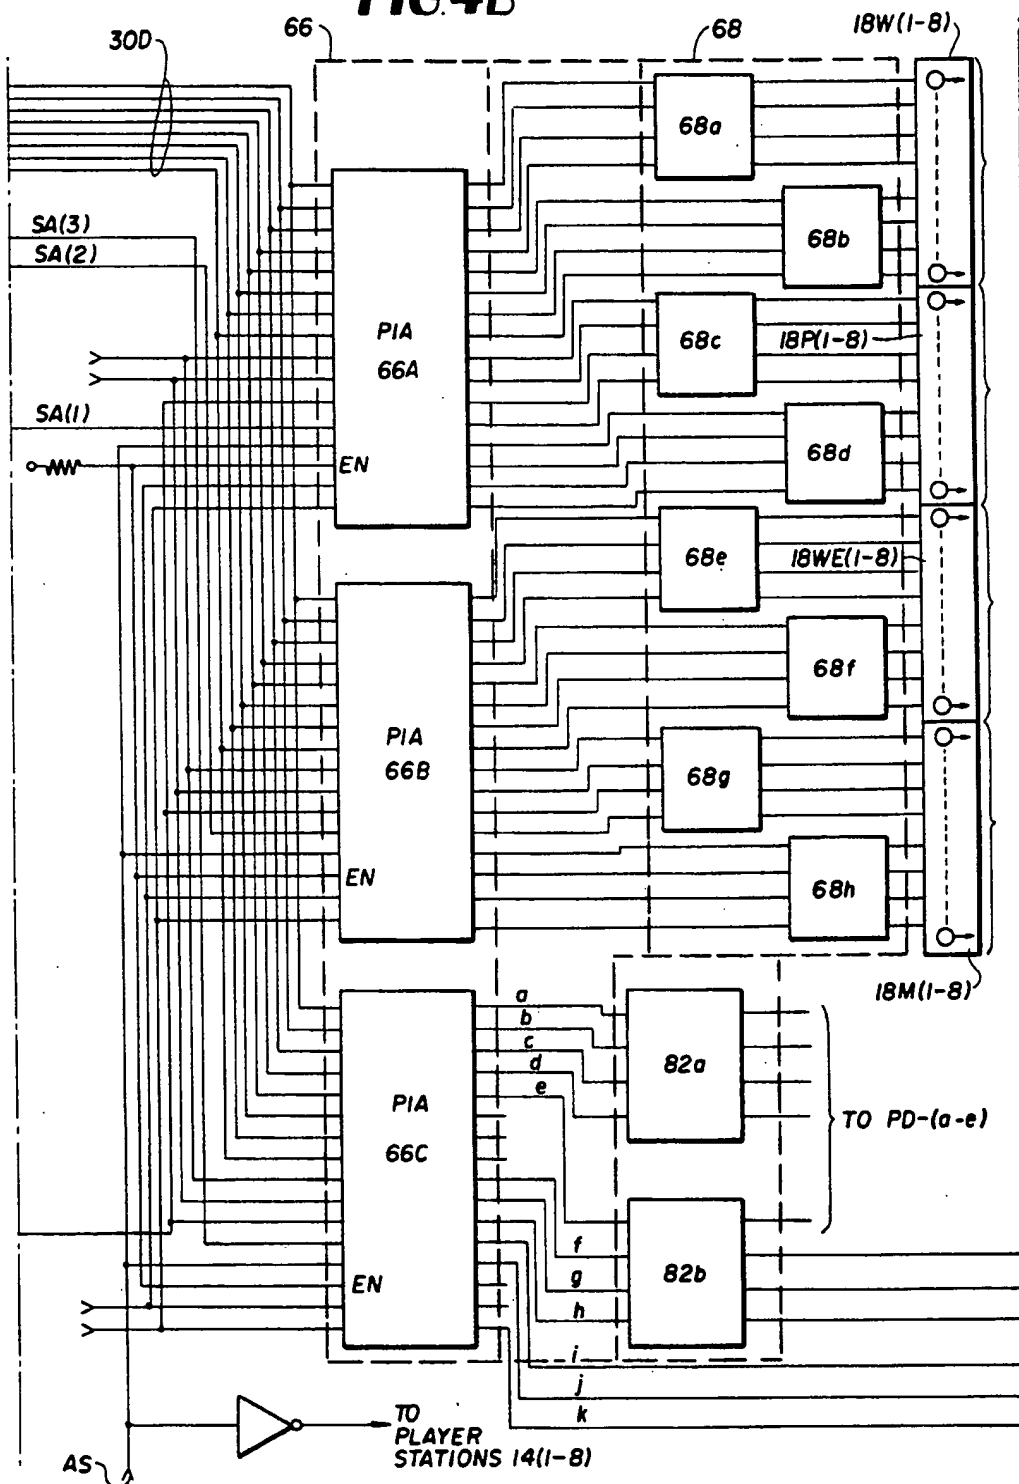 FIG.4B
30D
66
68
18W(1-8)
68a
SA(3)
SA(2)
68b
PIA
66A
68c
18P(1-8)
SA(1)
EN
68d
68e
18WE(1-8)
68f
PIA
66B
68g
EN
68h
18M(1-8)
a
b
c
d
e
82a
PIA
66C
TO PD-(a-e)
f
g
h
82b
EN
i
j
k
TO
PLAYER
STATIONS 14(1-8)
AS